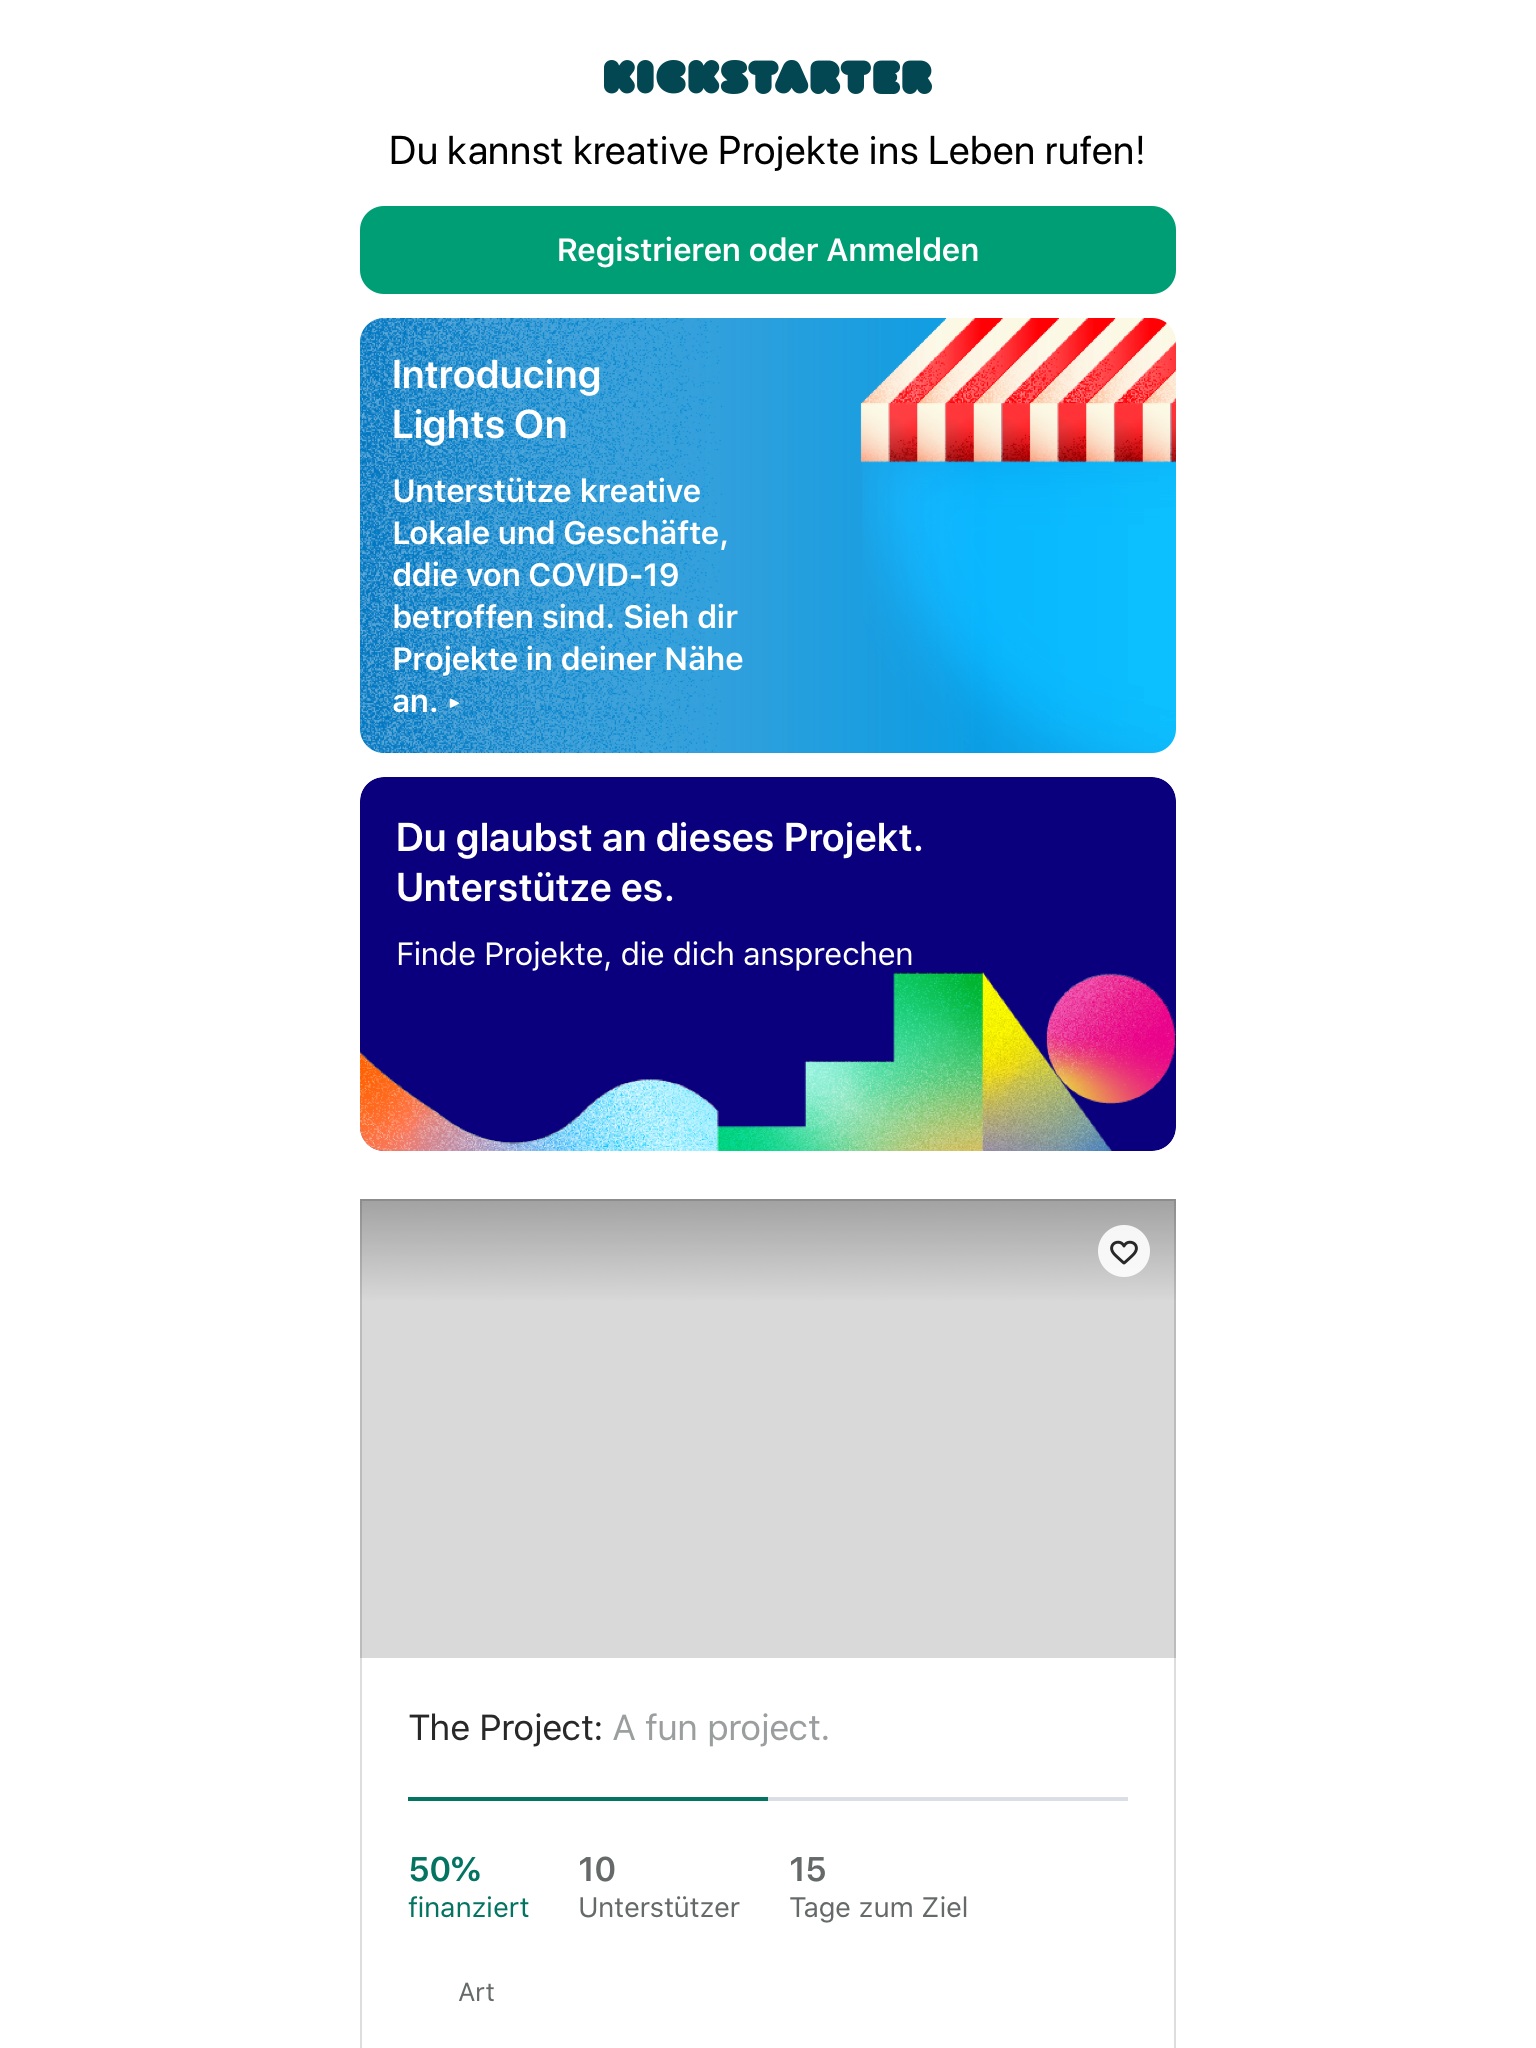 KICKSTARTER
Du kannst kreative Projekte ins Leben rufen!
Registrieren oder Anmelden
Introducing
Lights On
Unterstütze kreative
Lokale und Geschäfte,
ddie von COVID-19
betroffen sind. Sieh dir
Projekte in deiner Nähe
an. ▸
Du glaubst an dieses Projekt.
Unterstütze es.
Finde Projekte, die dich ansprechen
The Project: A fun project.
50% 10 15
finanziert Unterstützer Tage zum Ziel
Art